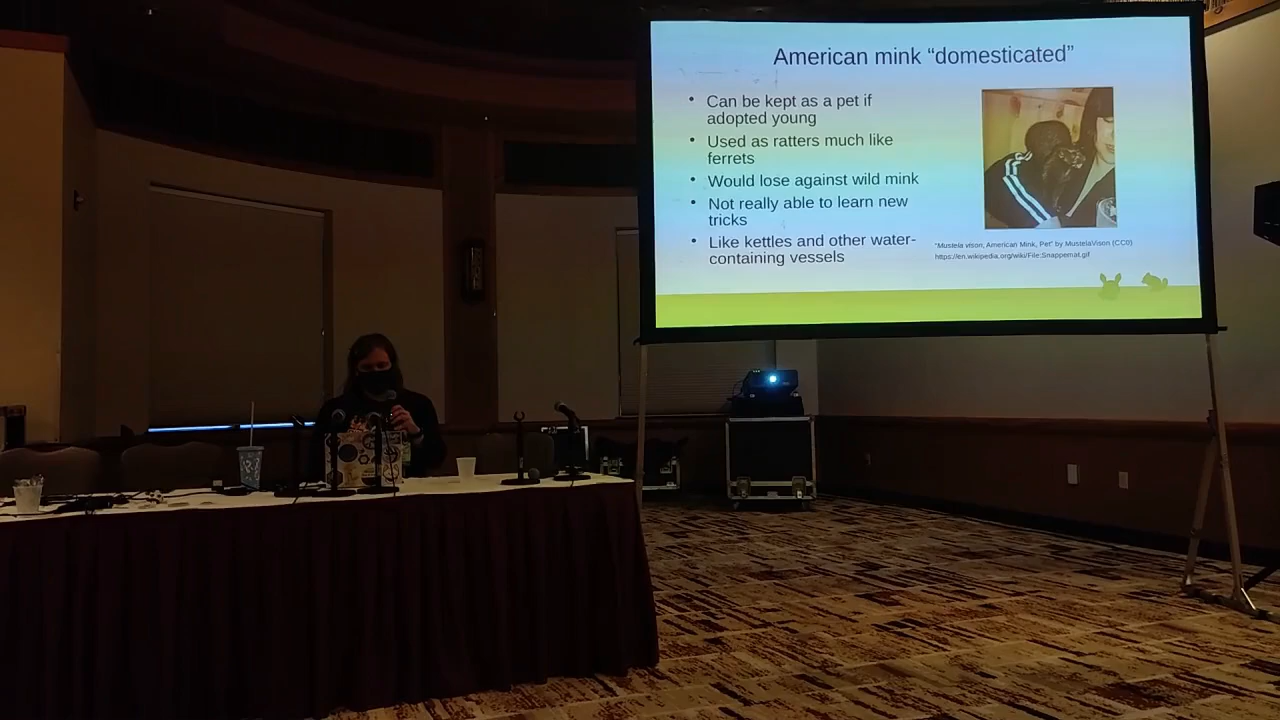 American mink “domesticated”
• Can be kept as a pet if
adopted young
• Used as ratters much like
ferrets
• Would lose against wild mink
• Not really able to learn new
tricks
• Like kettles and other water-
containing vessels
"Mustela vison, American Mink, Pet" by MustelaVison (CC0)
https://en.wikipedia.org/wiki/File:Snappemat.gif